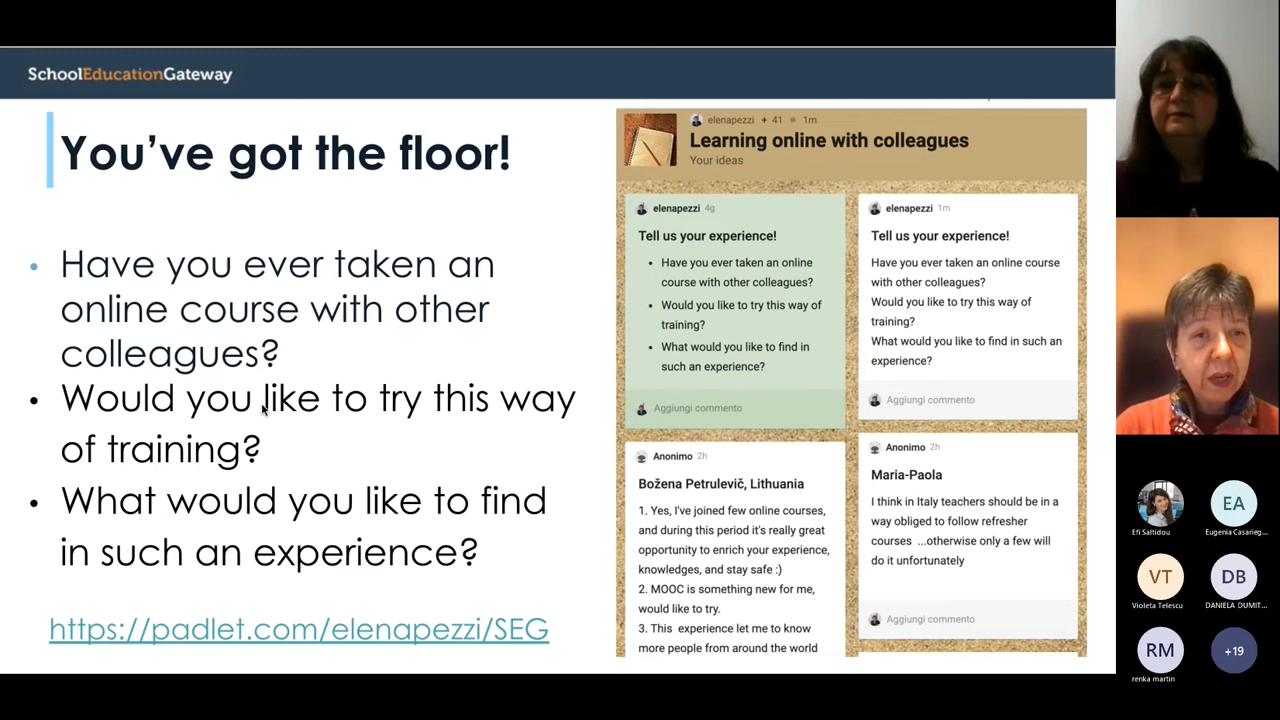 SchoolEducationGateway
You've got the floor!
• Have you ever taken an
online course with other
colleagues?
• Would you like to try this way
of training?
• What would you like to find
in such an experience?
https://padlet.com/elenapezzi/SEG
elenapezzi + 41 1m
Learning online with colleagues
Your ideas
elenapezzi 4g
Tell us your experience!
• Have you ever taken an online
course with other colleagues?
• Would you like to try this way of
training?
• What would you like to find in
such an experience?
Aggiungi commento
Anonimo 2h
Božena Petrulevič, Lithuania
1. Yes, I've joined few online courses,
and during this period it's really great
opportunity to enrich your experience,
knowledges, and stay safe :)
2. MOOC is something new for me,
would like to try.
3. This experience let me to know
more people from around the world
elenapezzi 1m
Tell us your experience!
Have you ever taken an online course
with other colleagues?
Would you like to try this way of
training?
What would you like to find in such an
experience?
Aggiungi commento
Anonimo 2h
Maria-Paola
I think in Italy teachers should be in a
way obliged to follow refresher
courses ...otherwise only a few will
do it unfortunately
Aggiungi commento
Efi Saltidou
EA
Eugenia Casarieg...
VT
Violeta Telescu
DB
DANIELA DUMIT...
RM
renka martin
+19